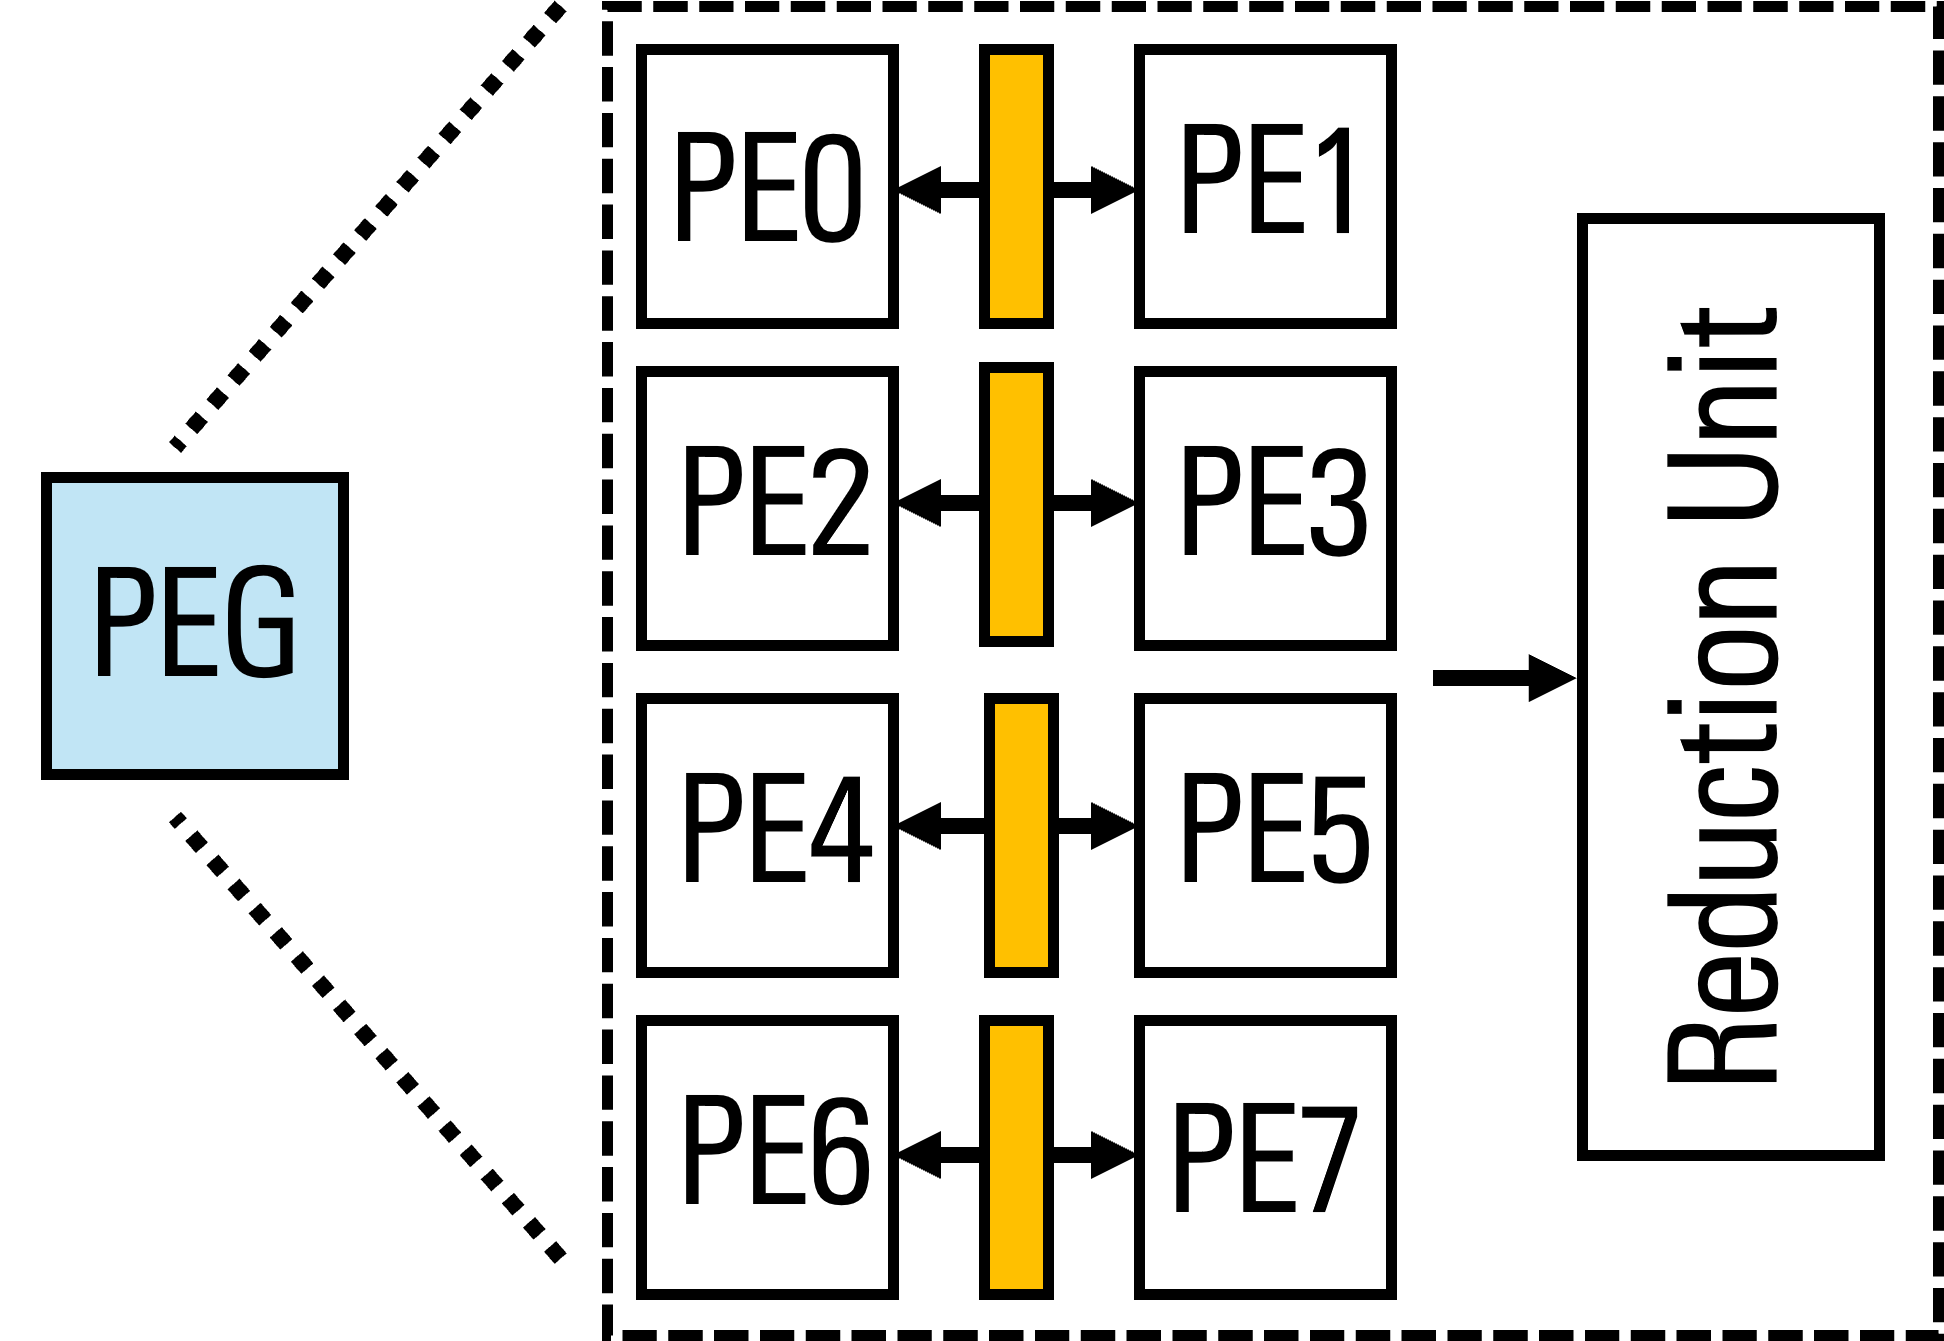 PEG
PE0
PE1
PE2
PE3
PE4
PE5
PE6
PE7
Reduction Unit